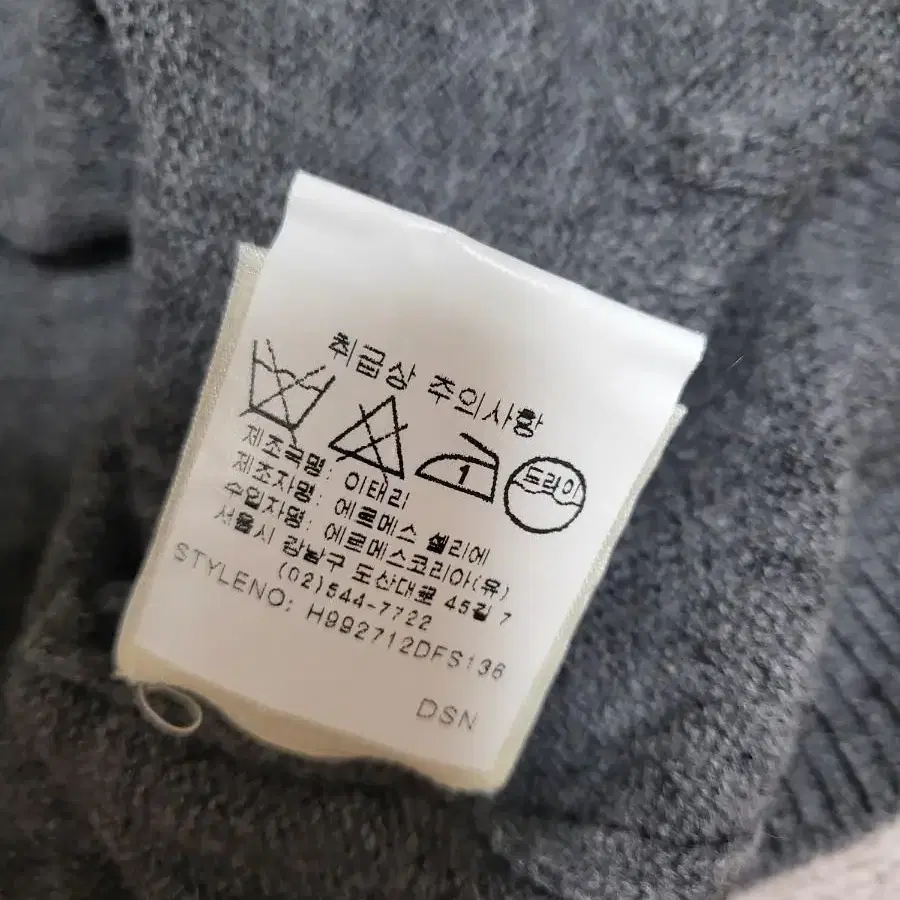 취급상 주의사항
1 드라이
제조국명: 이태리
제조자명: 에르메스 셀리에
수입자명: 에르메스코리아(유)
서울시 강남구 도산대로 45길 7
(02)544-7722
STYLENO: H992712DFS136
DSN